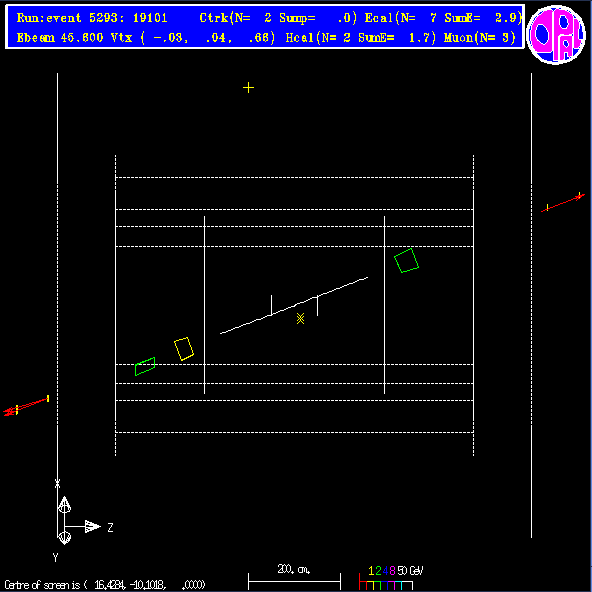 Run:event 5293: 19101 Ctrk(N= 2 Sump= .0) Ecal(N= 7 SumE= 2.9)
Ebeam 45.600 Vtx ( -.03, .04, .68) Hcal(N= 2 SumE= 1.7) Muon(N= 3)
OPAL
X
Z
Y
200. cm.
1 2 4 8 50 GeV
Centre of screen is ( 16.4284, -10.1018, .0000)